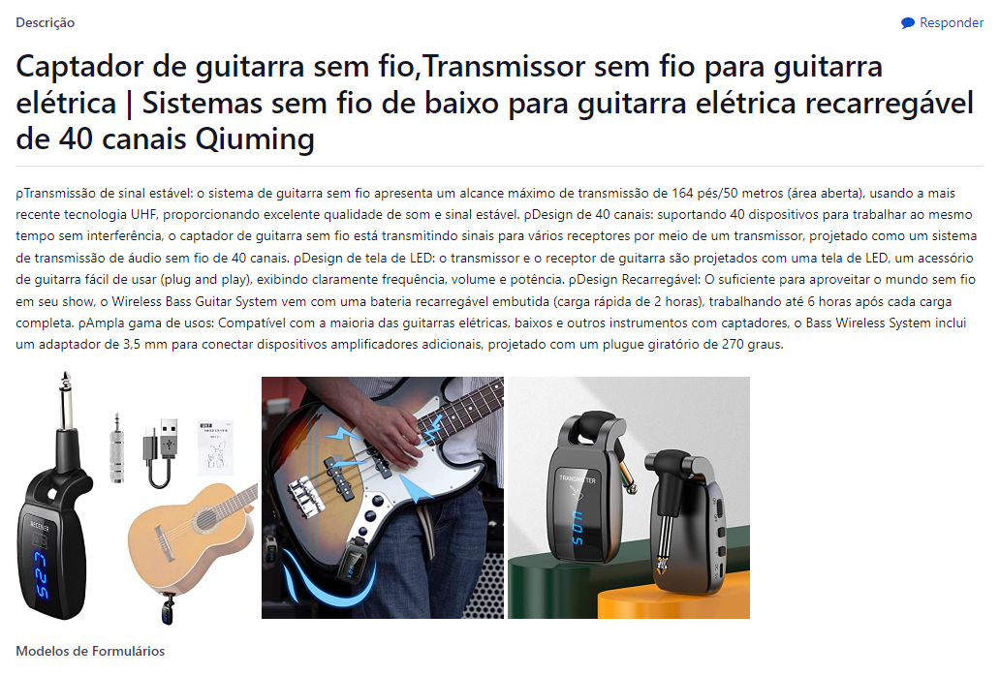 Descrição
Responder
Captador de guitarra sem fio,Transmissor sem fio para guitarra
elétrica | Sistemas sem fio de baixo para guitarra elétrica recarregável
de 40 canais Qiuming
ρTransmissão de sinal estável: o sistema de guitarra sem fio apresenta um alcance máximo de transmissão de 164 pés/50 metros (área aberta), usando a mais
recente tecnologia UHF, proporcionando excelente qualidade de som e sinal estável. ρDesign de 40 canais: suportando 40 dispositivos para trabalhar ao mesmo
tempo sem interferência, o captador de guitarra sem fio está transmitindo sinais para vários receptores por meio de um transmissor, projetado como um sistema
de transmissão de áudio sem fio de 40 canais. ρDesign de tela de LED: o transmissor e o receptor de guitarra são projetados com uma tela de LED, um acessório
de guitarra fácil de usar (plug and play), exibindo claramente frequência, volume e potência. ρDesign Recarregável: O suficiente para aproveitar o mundo sem fio
em seu show, o Wireless Bass Guitar System vem com uma bateria recarregável embutida (carga rápida de 2 horas), trabalhando até 6 horas após cada carga
completa. ρAmpla gama de usos: Compatível com a maioria das guitarras elétricas, baixos e outros instrumentos com captadores, o Bass Wireless System inclui
um adaptador de 3,5 mm para conectar dispositivos amplificadores adicionais, projetado com um plugue giratório de 270 graus.
UHF
RECEIVER
TRANSMITTER
Modelos de Formulários